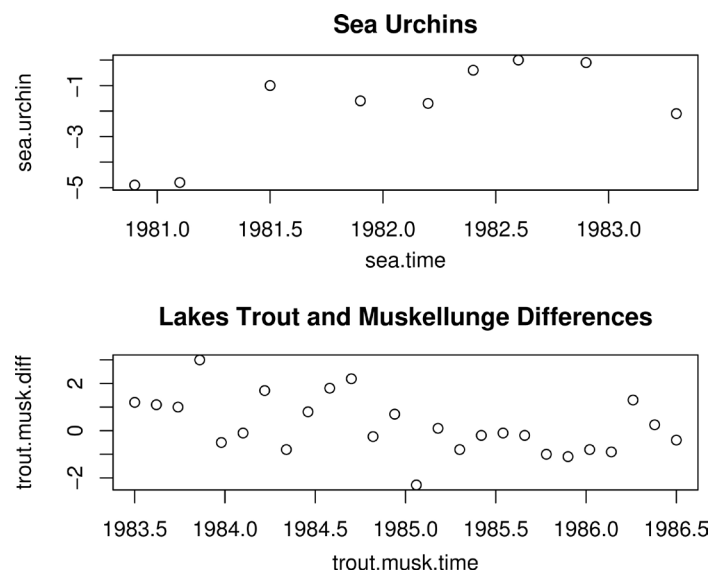 Sea Urchins
sea.urchin
-1
-3
-5
1981.0 1981.5 1982.0 1982.5 1983.0
sea.time
Lakes Trout and Muskellunge Differences
trout.musk.diff
2
0
-2
1983.5 1984.0 1984.5 1985.0 1985.5 1986.0 1986.5
trout.musk.time